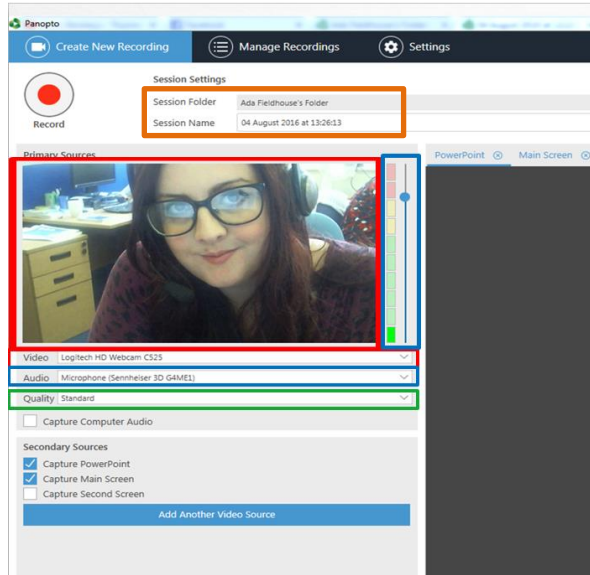 Panopto
Create New Recording Manage Recordings Settings
Session Settings
Session Folder Ada Fieldhouse's Folder
Session Name 04 August 2016 at 13:26:13
Record
Primary Sources
PowerPoint Main Screen
Video Logitech HD Webcam C525
Audio Microphone (Sennheiser 3D G4ME1)
Quality Standard
Capture Computer Audio
Secondary Sources
Capture PowerPoint
Capture Main Screen
Capture Second Screen
Add Another Video Source